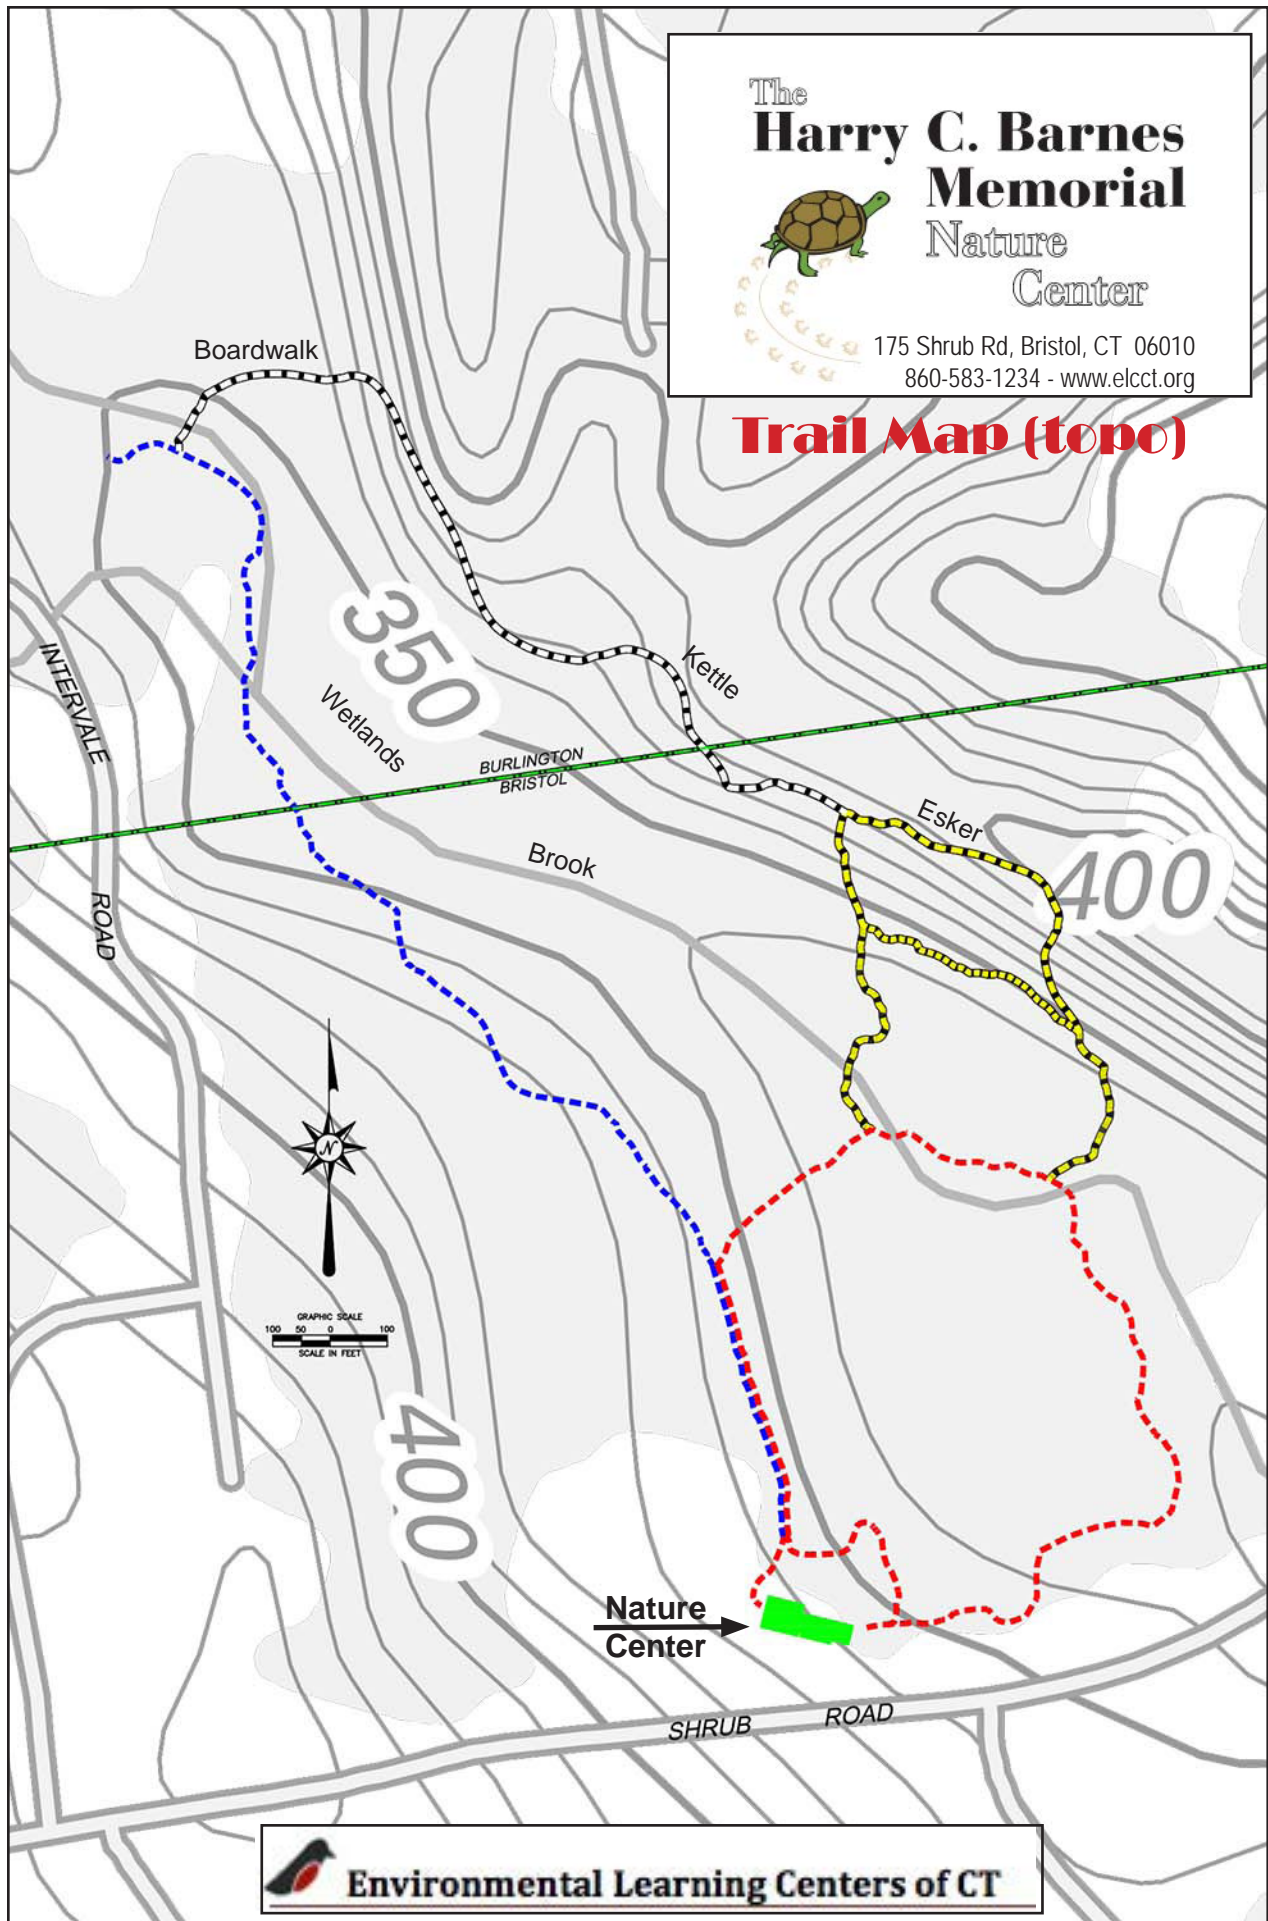 The
Harry C. Barnes
Memorial
Nature
Center
175 Shrub Rd, Bristol, CT 06010
860-583-1234 - www.elcct.org
Trail Map (topo)
Boardwalk
350
Kettle
INTERVALE
ROAD
Wetlands
BURLINGTON
BRISTOL
Esker
Brook
400
N
GRAPHIC SCALE
100 50 0 100
SCALE IN FEET
400
Nature
Center
SHRUB ROAD
Environmental Learning Centers of CT